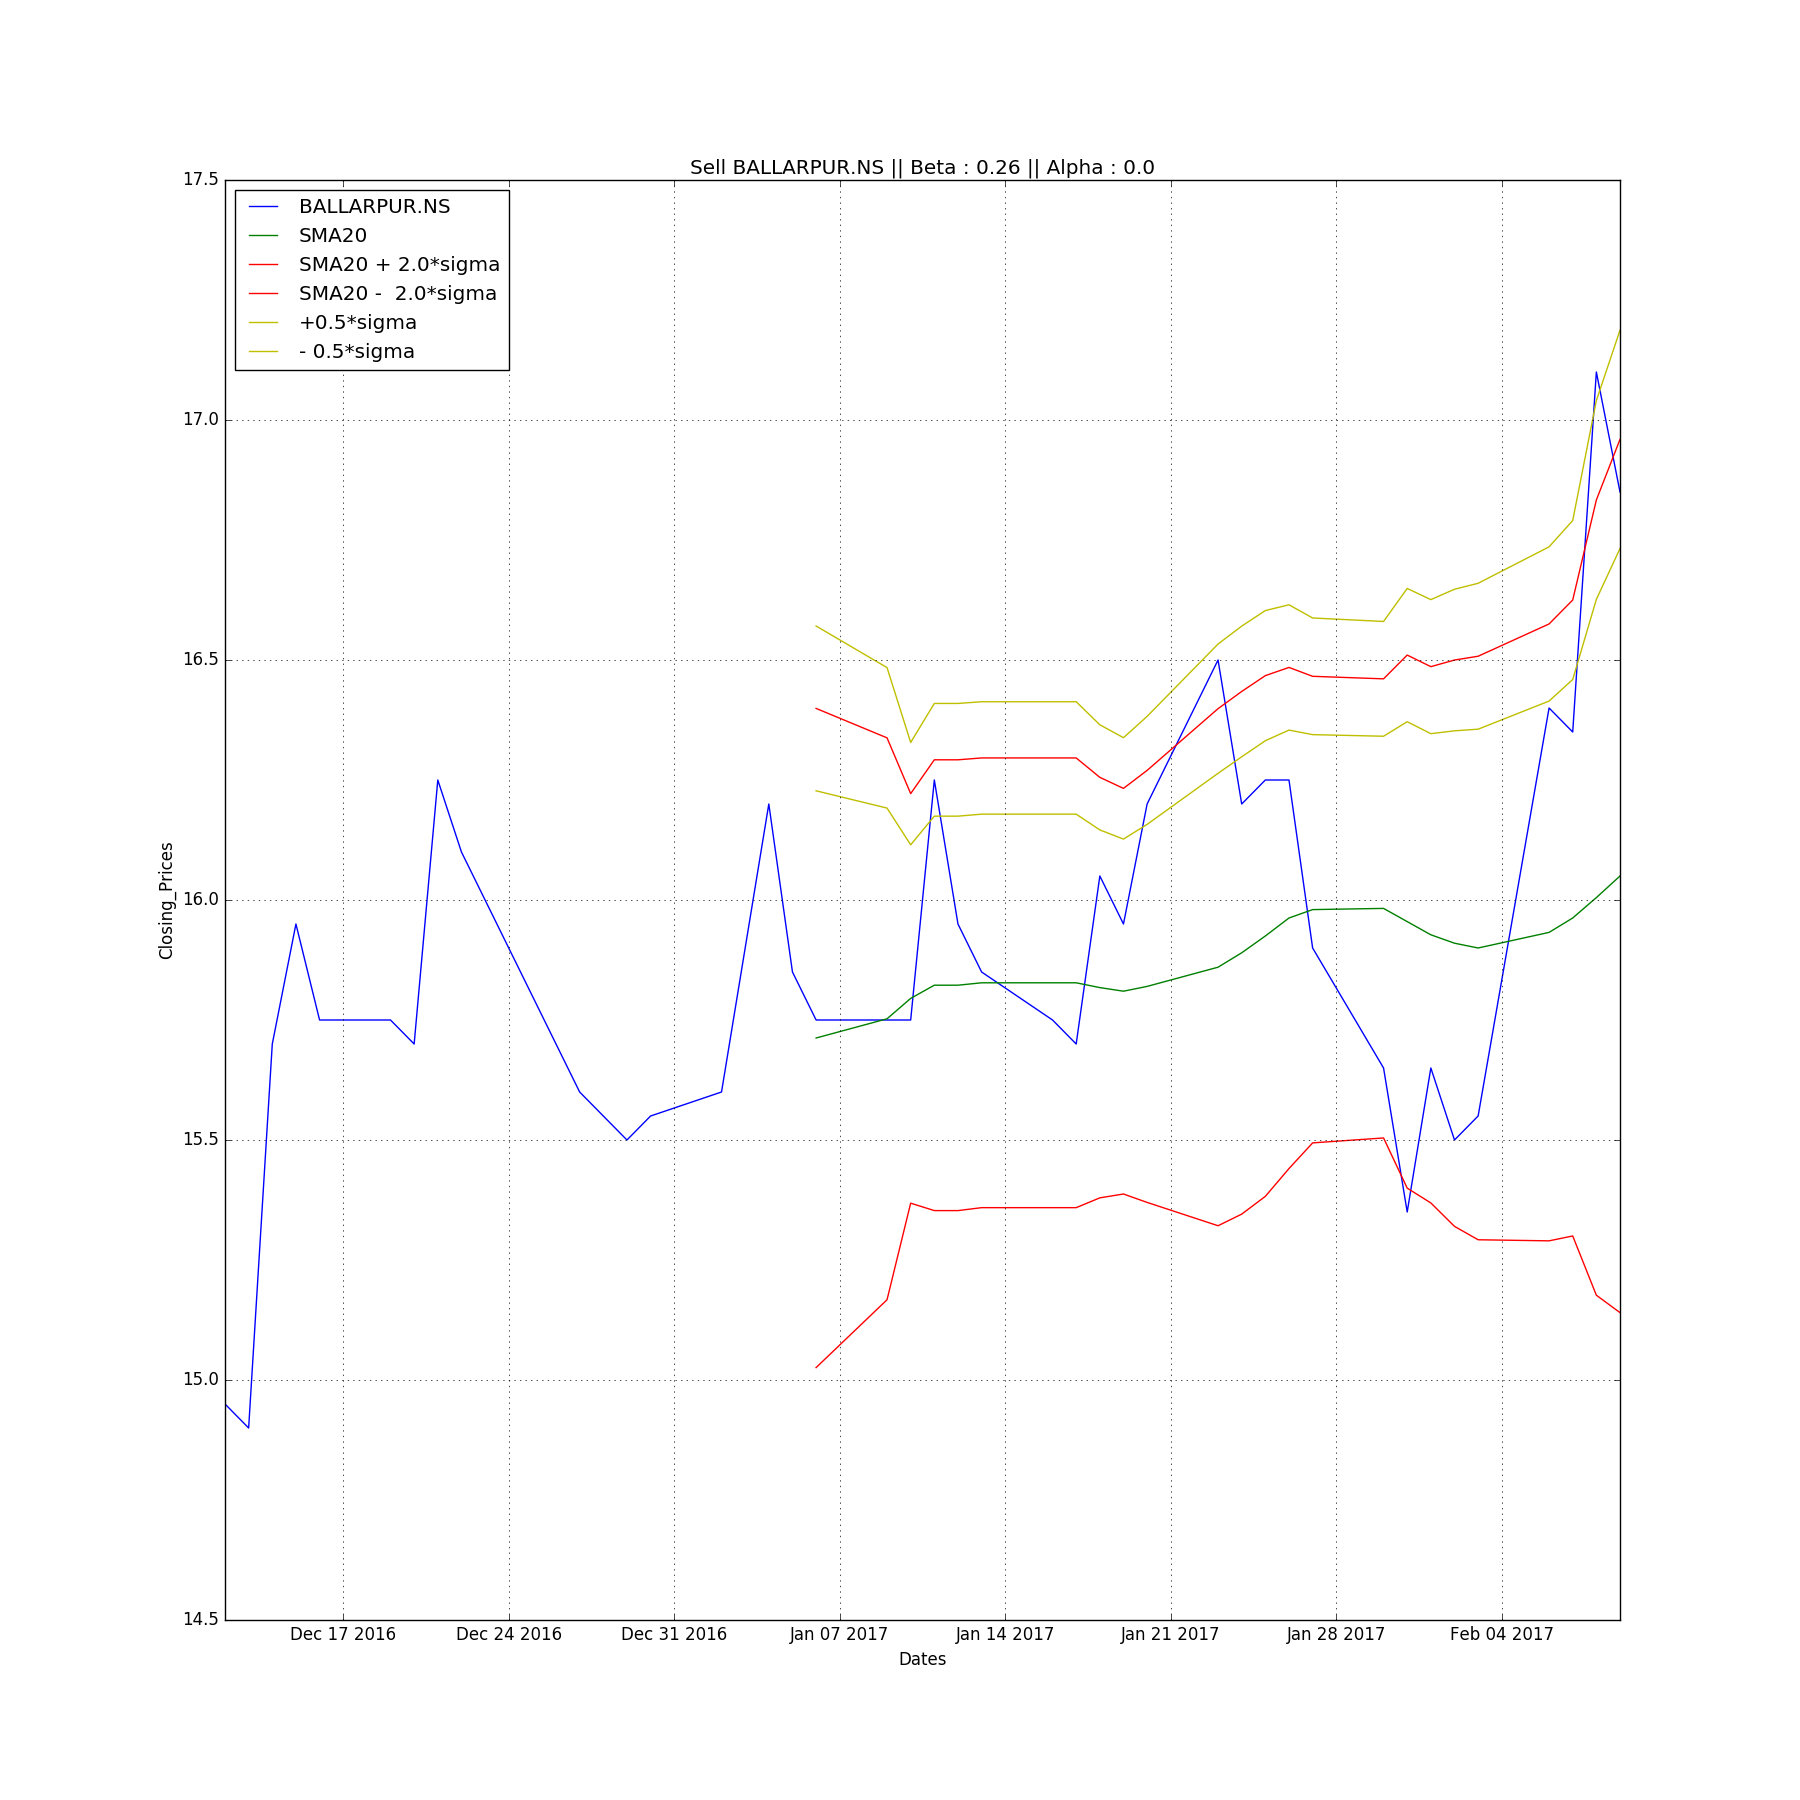 Sell BALLARPUR.NS || Beta : 0.26 || Alpha : 0.0
17.5
17.0
16.5
16.0
15.5
15.0
14.5
Closing_Prices
BALLARPUR.NS
SMA20
SMA20 + 2.0*sigma
SMA20 -  2.0*sigma
+0.5*sigma
- 0.5*sigma
Dec 17 2016
Dec 24 2016
Dec 31 2016
Jan 07 2017
Jan 14 2017
Jan 21 2017
Jan 28 2017
Feb 04 2017
Dates